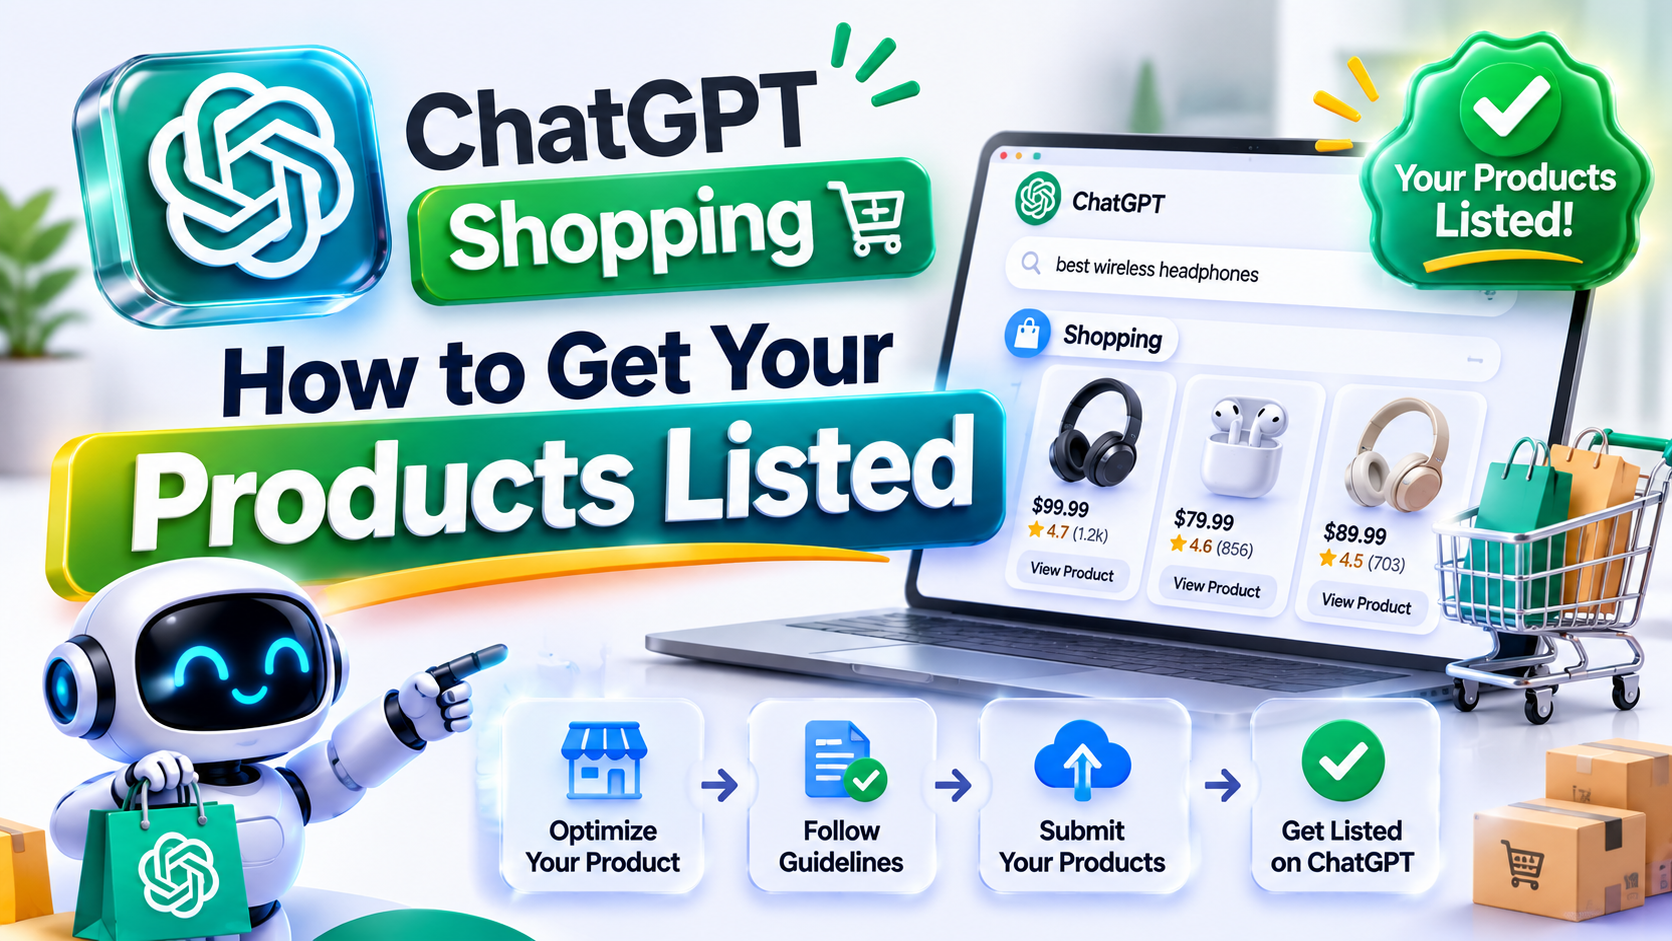 ChatGPT
Shopping
How to Get Your
Products Listed
ChatGPT
best wireless headphones
Shopping
$99.99
4.7 (1.2k)
View Product
$79.99
4.6 (856)
View Product
$89.99
4.5 (703)
View Product
Your Products
Listed!
Optimize
Your Product
Follow
Guidelines
Submit
Your Products
Get Listed
on ChatGPT